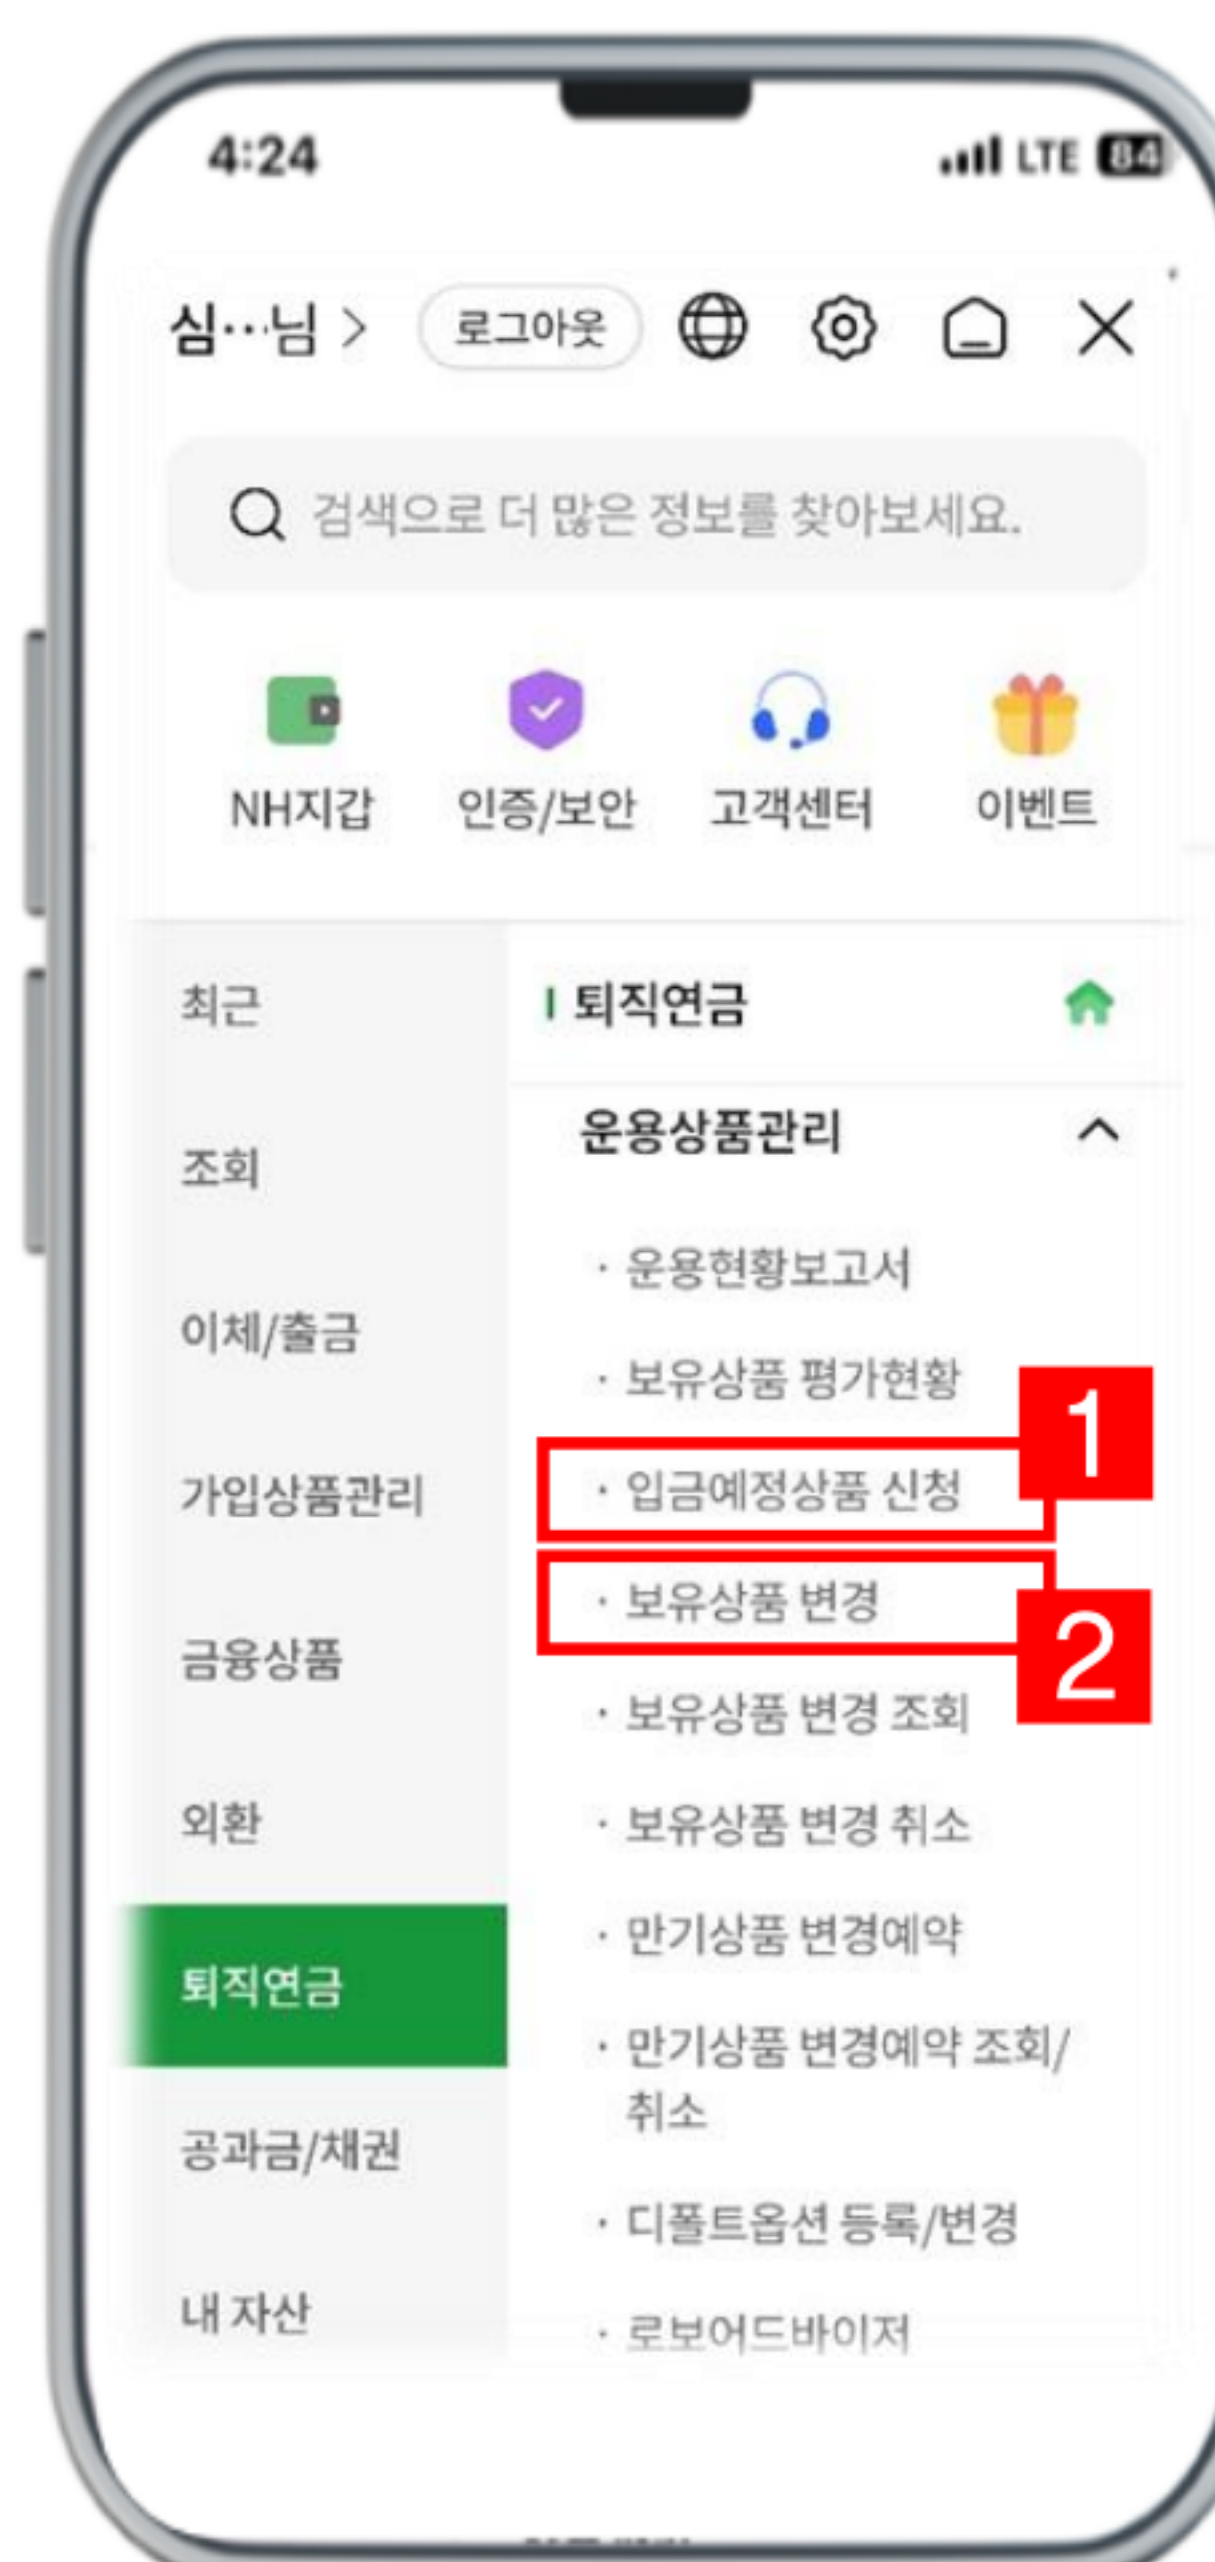 4:24 LTE 84
심…님 > 로그아웃
검색으로 더 많은 정보를 찾아보세요.
NH지갑 인증/보안 고객센터 이벤트
최근
조회
이체/출금
가입상품관리
금융상품
외환
퇴직연금
공과금/채권
내 자산
퇴직연금
운용상품관리
· 운용현황보고서
· 보유상품 평가현황
· 입금예정상품 신청
1
· 보유상품 변경
2
· 보유상품 변경 조회
· 보유상품 변경 취소
· 만기상품 변경예약
· 만기상품 변경예약 조회/
취소
· 디폴트옵션 등록/변경
· 로보어드바이저